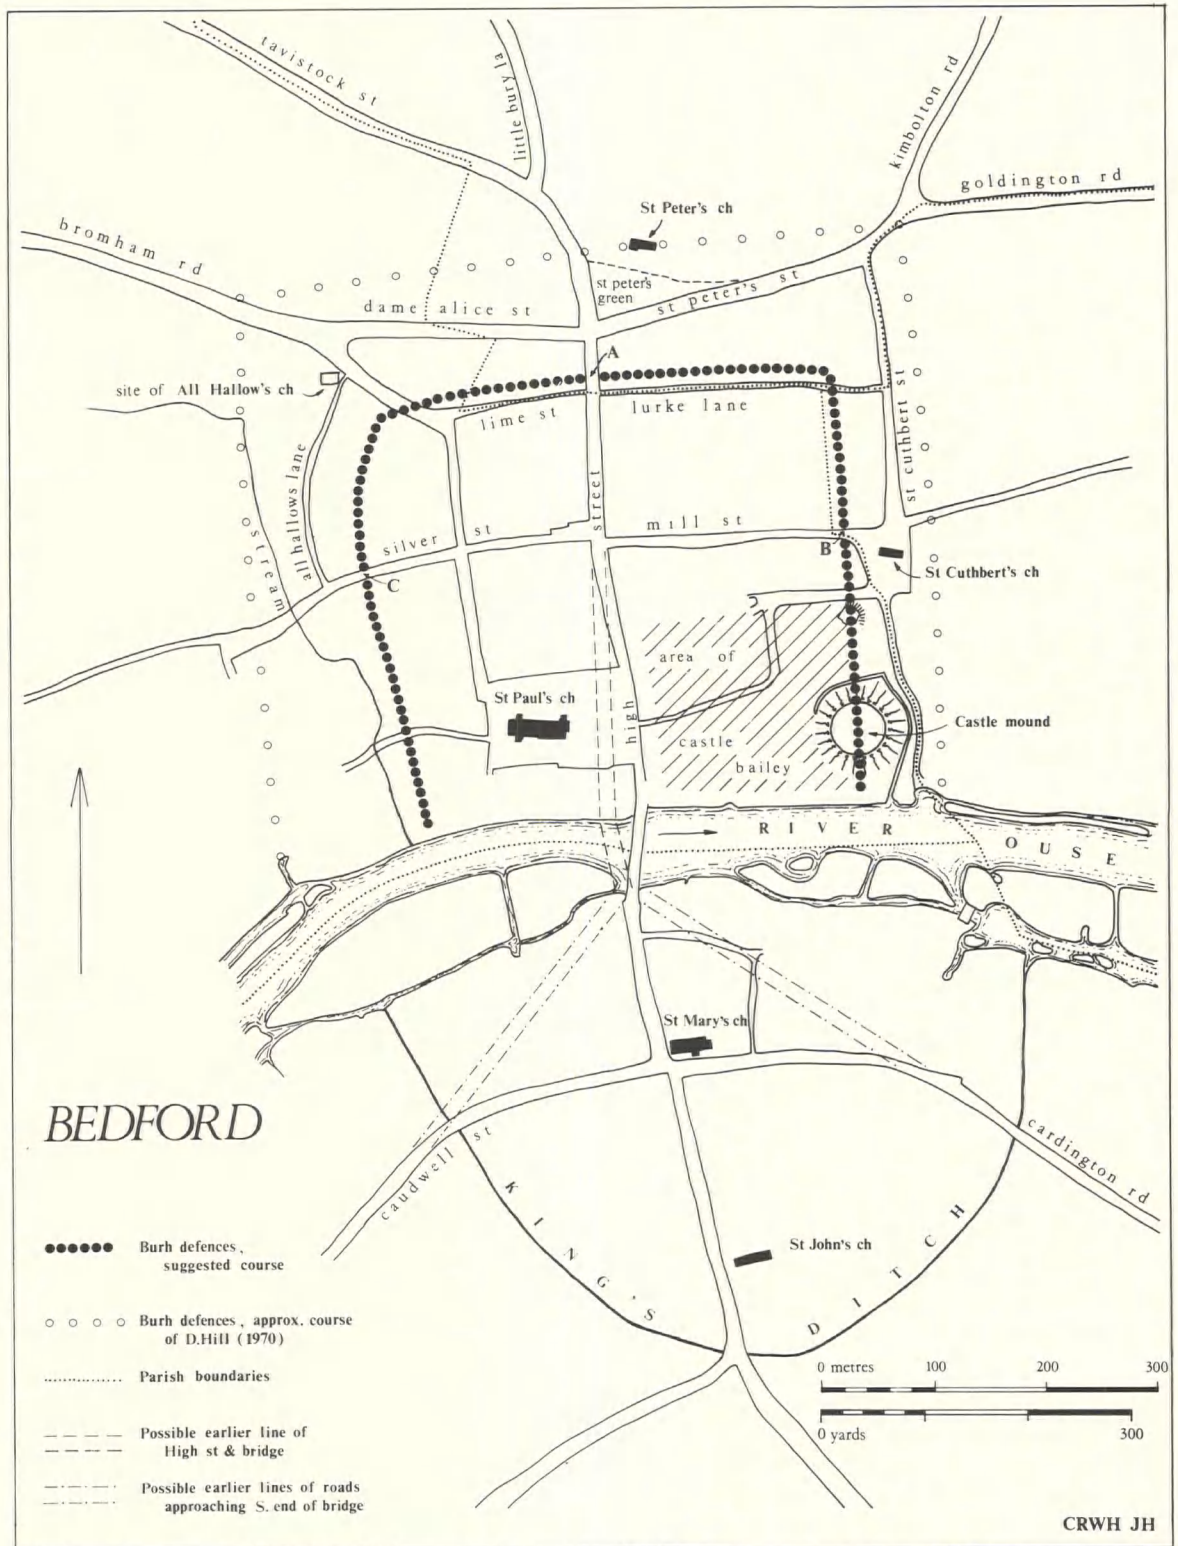 tavistock st
little bury la
kimbolton rd
goldington rd
St Peter's ch
bromham rd
st peter's
green
st peter's st
dame alice st
A
site of All Hallow's ch
lime st
lurke lane
st cuthbert st
all hallows lane
stream
silver st
street
mill st
B
St Cuthbert's ch
C
area of
St Paul's ch
high
Castle mound
castle
bailey
RIVER
OUSE
St Mary's ch
BEDFORD
caudwell st
cardington rd
KING'S
DITCH
St John's ch
Burh defences,
suggested course
Burh defences, approx. course
of D.Hill (1970)
Parish boundaries
Possible earlier line of
High st & bridge
Possible earlier lines of roads
approaching S. end of bridge
0 metres 100 200 300
0 yards 300
CRWH JH